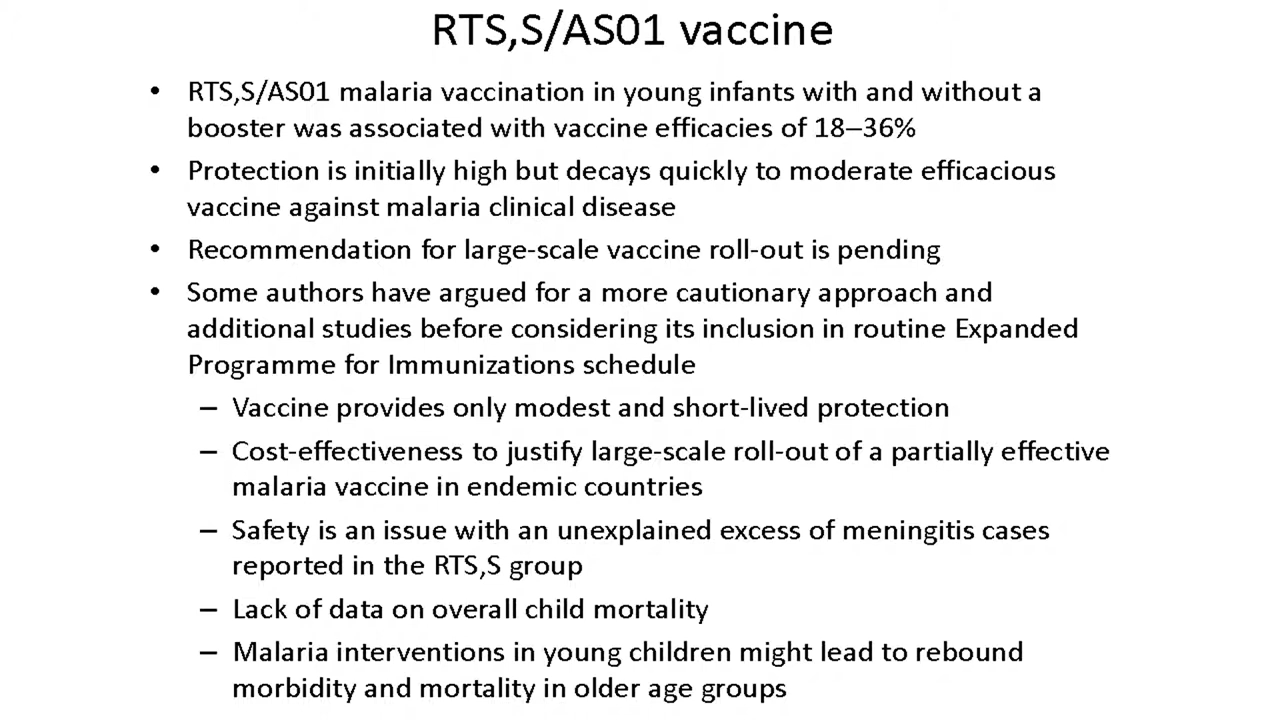 RTS,S/AS01 vaccine
• RTS,S/AS01 malaria vaccination in young infants with and without a
booster was associated with vaccine efficacies of 18–36%
• Protection is initially high but decays quickly to moderate efficacious
vaccine against malaria clinical disease
• Recommendation for large-scale vaccine roll-out is pending
• Some authors have argued for a more cautionary approach and
additional studies before considering its inclusion in routine Expanded
Programme for Immunizations schedule
– Vaccine provides only modest and short-lived protection
– Cost-effectiveness to justify large-scale roll-out of a partially effective
malaria vaccine in endemic countries
– Safety is an issue with an unexplained excess of meningitis cases
reported in the RTS,S group
– Lack of data on overall child mortality
– Malaria interventions in young children might lead to rebound
morbidity and mortality in older age groups